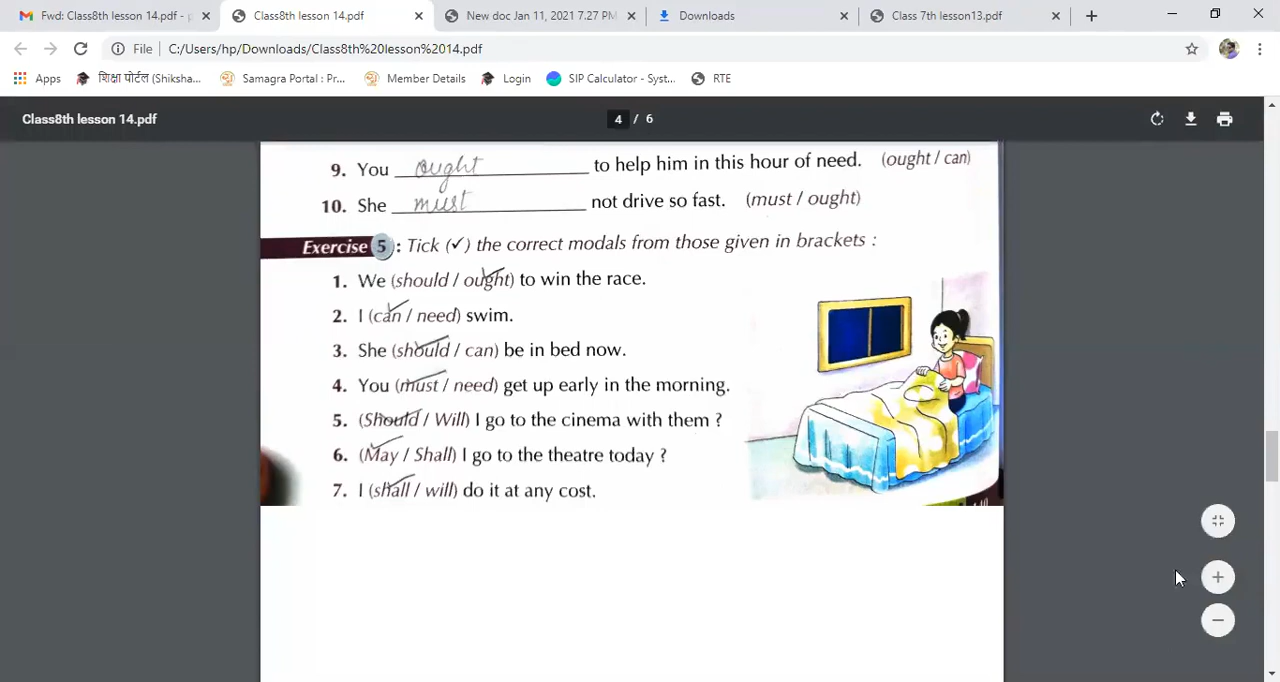 Fwd: Class8th lesson 14.pdf - p
Class8th lesson 14.pdf
New doc Jan 11, 2021 7.27 PM
Downloads
Class 7th lesson13.pdf
File | C:/Users/hp/Downloads/Class8th%20lesson%2014.pdf
Apps शिक्षा पोर्टल (Shiksha... Samagra Portal : Pr... Member Details Login SIP Calculator - Syst... RTE
Class8th lesson 14.pdf 4 / 6
9. You ought to help him in this hour of need. (ought / can)
10. She must not drive so fast. (must / ought)
Exercise 5 : Tick (✓) the correct modals from those given in brackets :
1. We (should / ought) to win the race.
2. I (can / need) swim.
3. She (should / can) be in bed now.
4. You (must / need) get up early in the morning.
5. (Should / Will) I go to the cinema with them ?
6. (May / Shall) I go to the theatre today ?
7. I (shall / will) do it at any cost.